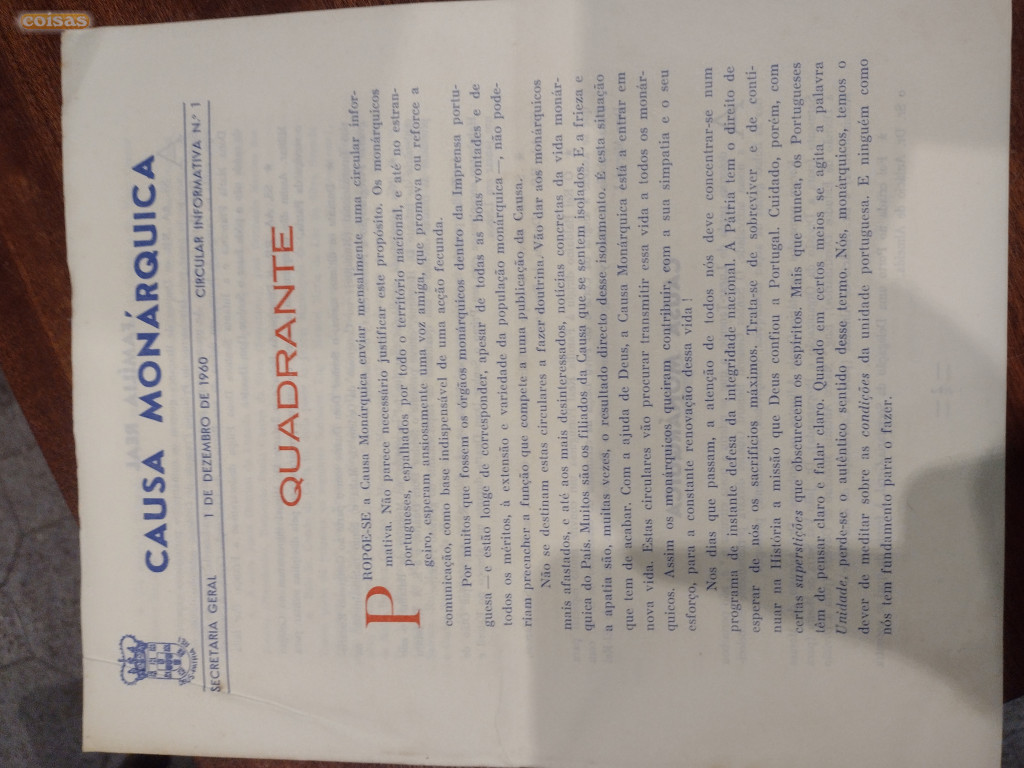 coisas
CAUSA MONÁRQUICA
SECRETARIA GERAL 1 DE DEZEMBRO DE 1960 CIRCULAR INFORMATIVA N.º 1
QUADRANTE
PROPÕE-SE a Causa Monárquica enviar mensalmente uma circular infor-
mativa. Não parece necessário justificar este propósito. Os monárquicos
portugueses, espalhados por todo o território nacional, e até no estran-
geiro, esperam ansiosamente uma voz amiga, que promova ou reforce a
comunicação, como base indispensável de uma acção fecunda.
Por muitos que fossem os órgãos monárquicos dentro da Imprensa portu-
guesa — e estão longe de corresponder, apesar de todas as boas vontades e de
todos os méritos, à extensão e variedade da população monárquica —, não pode-
riam preencher a função que compete a uma publicação da Causa.
Não se destinam estas circulares a fazer doutrina. Vão dar aos monárquicos
mais afastados, e até aos mais desinteressados, notícias concretas da vida monár-
quica do País. Muitos são os filiados da Causa que se sentem isolados. E a frieza e
a apatia são, muitas vezes, o resultado directo desse isolamento. É esta situação
que tem de acabar. Com a ajuda de Deus, a Causa Monárquica está a entrar em
nova vida. Estas circulares vão procurar transmitir essa vida a todos os monár-
quicos. Assim os monárquicos queiram contribuir, com a sua simpatia e o seu
esforço, para a constante renovação dessa vida!
Nos dias que passam, a atenção de todos nós deve concentrar-se num
programa de instante defesa da integridade nacional. A Pátria tem o direito de
esperar de nós os sacrifícios máximos. Trata-se de sobreviver e de conti-
nuar na História a missão que Deus confiou a Portugal. Cuidado, porém, com
certas superstições que obscurecem os espíritos. Mais que nunca, os Portugueses
têm de pensar claro e falar claro. Quando em certos meios se agita a palavra
Unidade, perde-se o autêntico sentido desse termo. Nós, monárquicos, temos o
dever de meditar sobre as condições da unidade portuguesa. E ninguém como
nós tem fundamento para o fazer.